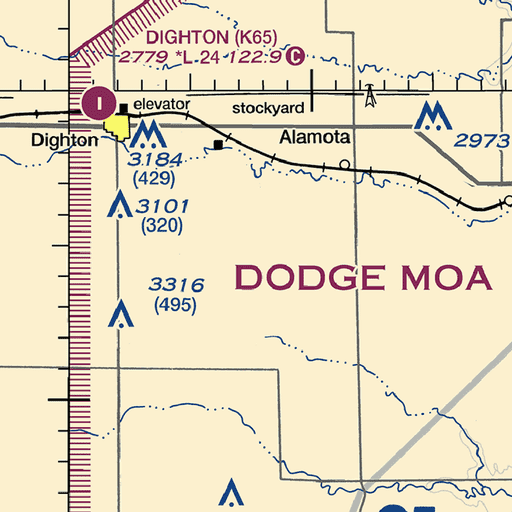 DIGHTON (K65)
2779 *L 24 122.9 C
elevator
stockyard
Dighton
Alamota
2973
3184
(429)
3101
(320)
3316
(495)
DODGE MOA